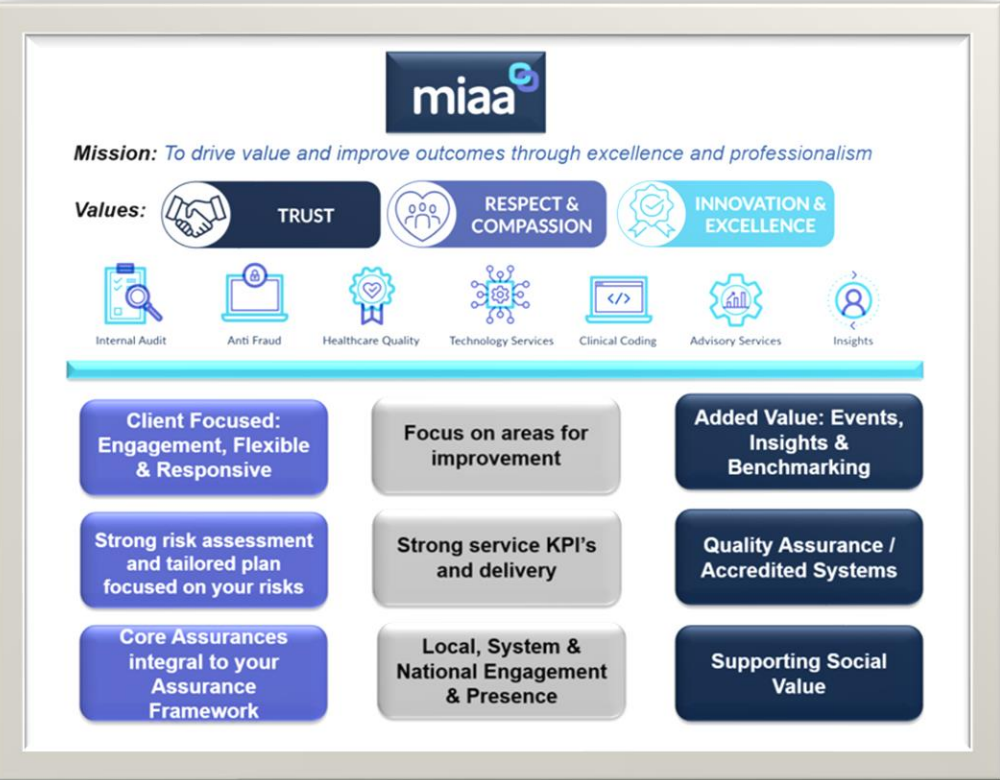 miaa
Mission: To drive value and improve outcomes through excellence and professionalism
Values:
TRUST
RESPECT &
COMPASSION
INNOVATION &
EXCELLENCE
Internal Audit
Anti Fraud
Healthcare Quality
Technology Services
Clinical Coding
Advisory Services
Insights
Client Focused:
Engagement, Flexible
& Responsive
Focus on areas for
improvement
Added Value: Events,
Insights &
Benchmarking
Strong risk assessment
and tailored plan
focused on your risks
Strong service KPI's
and delivery
Quality Assurance /
Accredited Systems
Core Assurances
integral to your
Assurance
Framework
Local, System &
National Engagement
& Presence
Supporting Social
Value